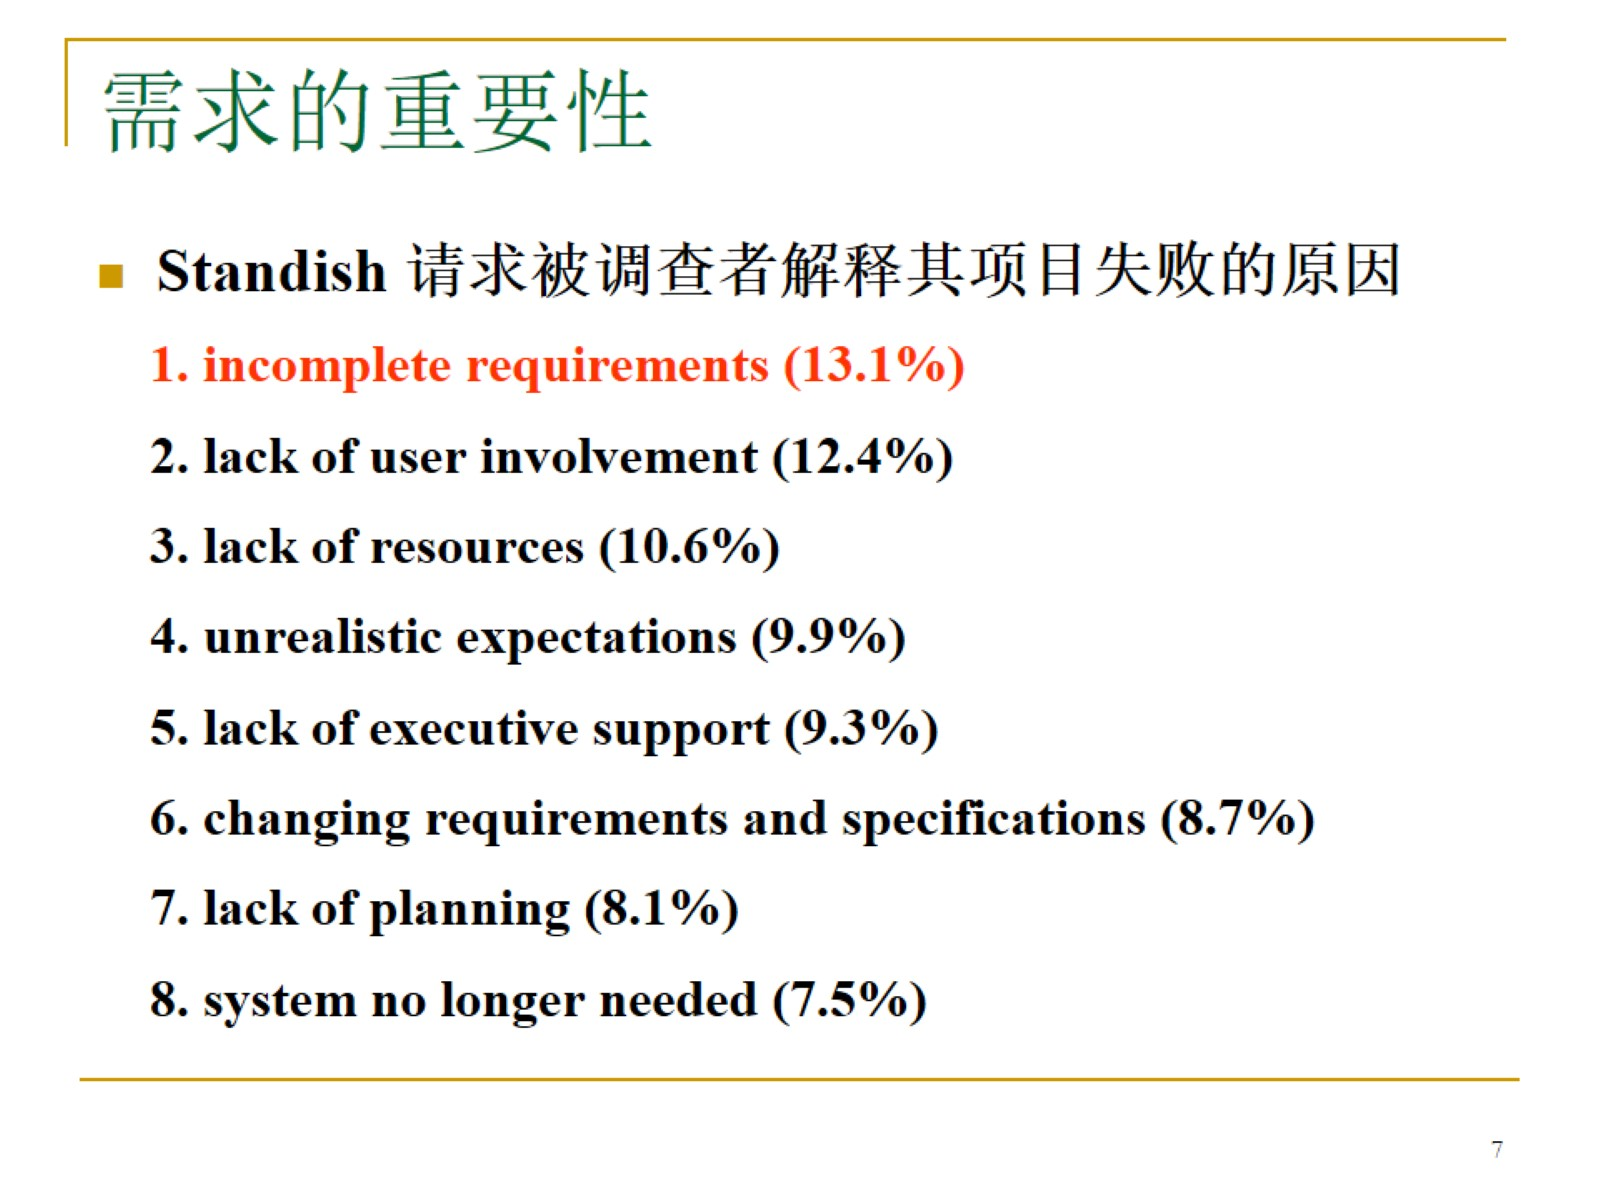 需求的重要性
Standish 请求被调查者解释其项目失败的原因
1. incomplete requirements (13.1%)
2. lack of user involvement (12.4%)
3. lack of resources (10.6%)
4. unrealistic expectations (9.9%)
5. lack of executive support (9.3%)
6. changing requirements and specifications (8.7%)
7. lack of planning (8.1%)
8. system no longer needed (7.5%)
7